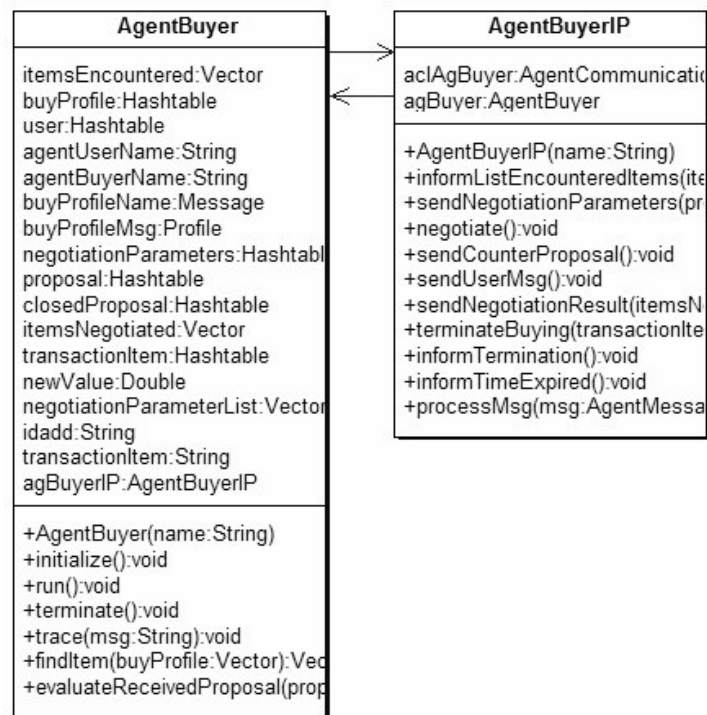 AgentBuyer
itemsEncountered:Vector
buyProfile:Hashtable
user:Hashtable
agentUserName:String
agentBuyerName:String
buyProfileName:Message
buyProfileMsg:Profile
negotiationParameters:Hashtabl
proposal:Hashtable
closedProposal:Hashtable
itemsNegotiated:Vector
transactionItem:Hashtable
newValue:Double
negotiationParameterList:Vector
idadd:String
transactionItem:String
agBuyerIP:AgentBuyerIP
+AgentBuyer(name:String)
+initialize():void
+run():void
+terminate():void
+trace(msg:String):void
+findItem(buyProfile:Vector):Vec
+evaluateReceivedProposal(prop
AgentBuyerIP
aclAgBuyer:AgentCommunicatio
agBuyer:AgentBuyer
+AgentBuyerIP(name:String)
+informListEncounteredItems(ite
+sendNegotiationParameters(pr
+negotiate():void
+sendCounterProposal():void
+sendUserMsg():void
+sendNegotiationResult(itemsN
+terminateBuying(transactionIte
+informTermination():void
+informTimeExpired():void
+processMsg(msg:AgentMessa